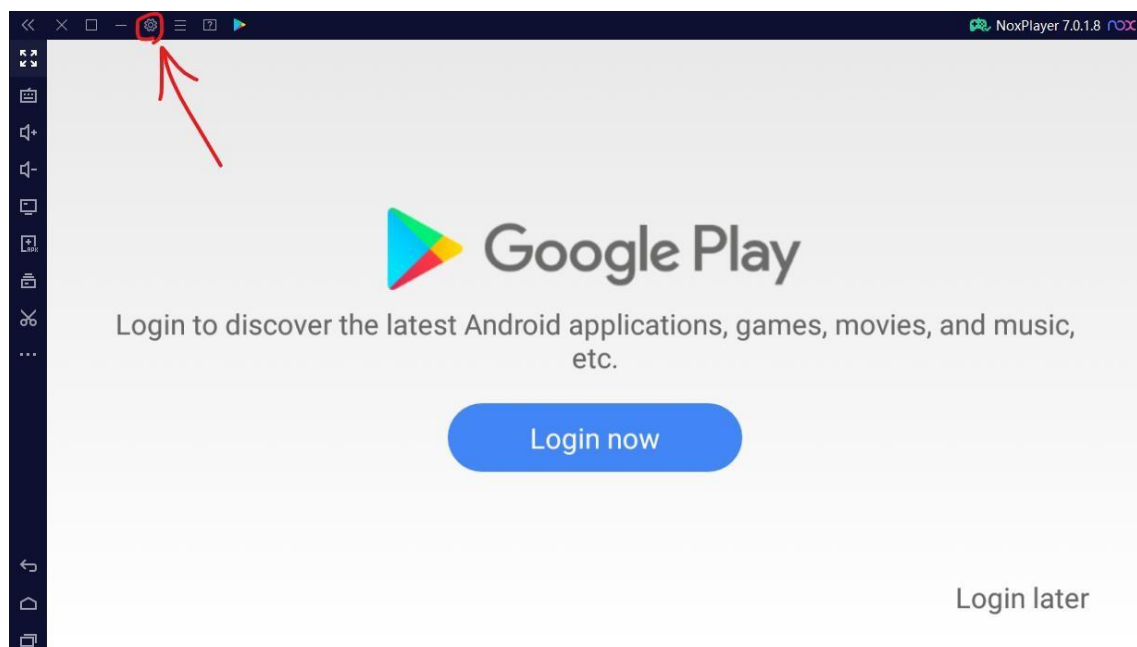 NoxPlayer 7.0.1.8 nox
Google Play
Login to discover the latest Android applications, games, movies, and music,
etc.
Login now
Login later